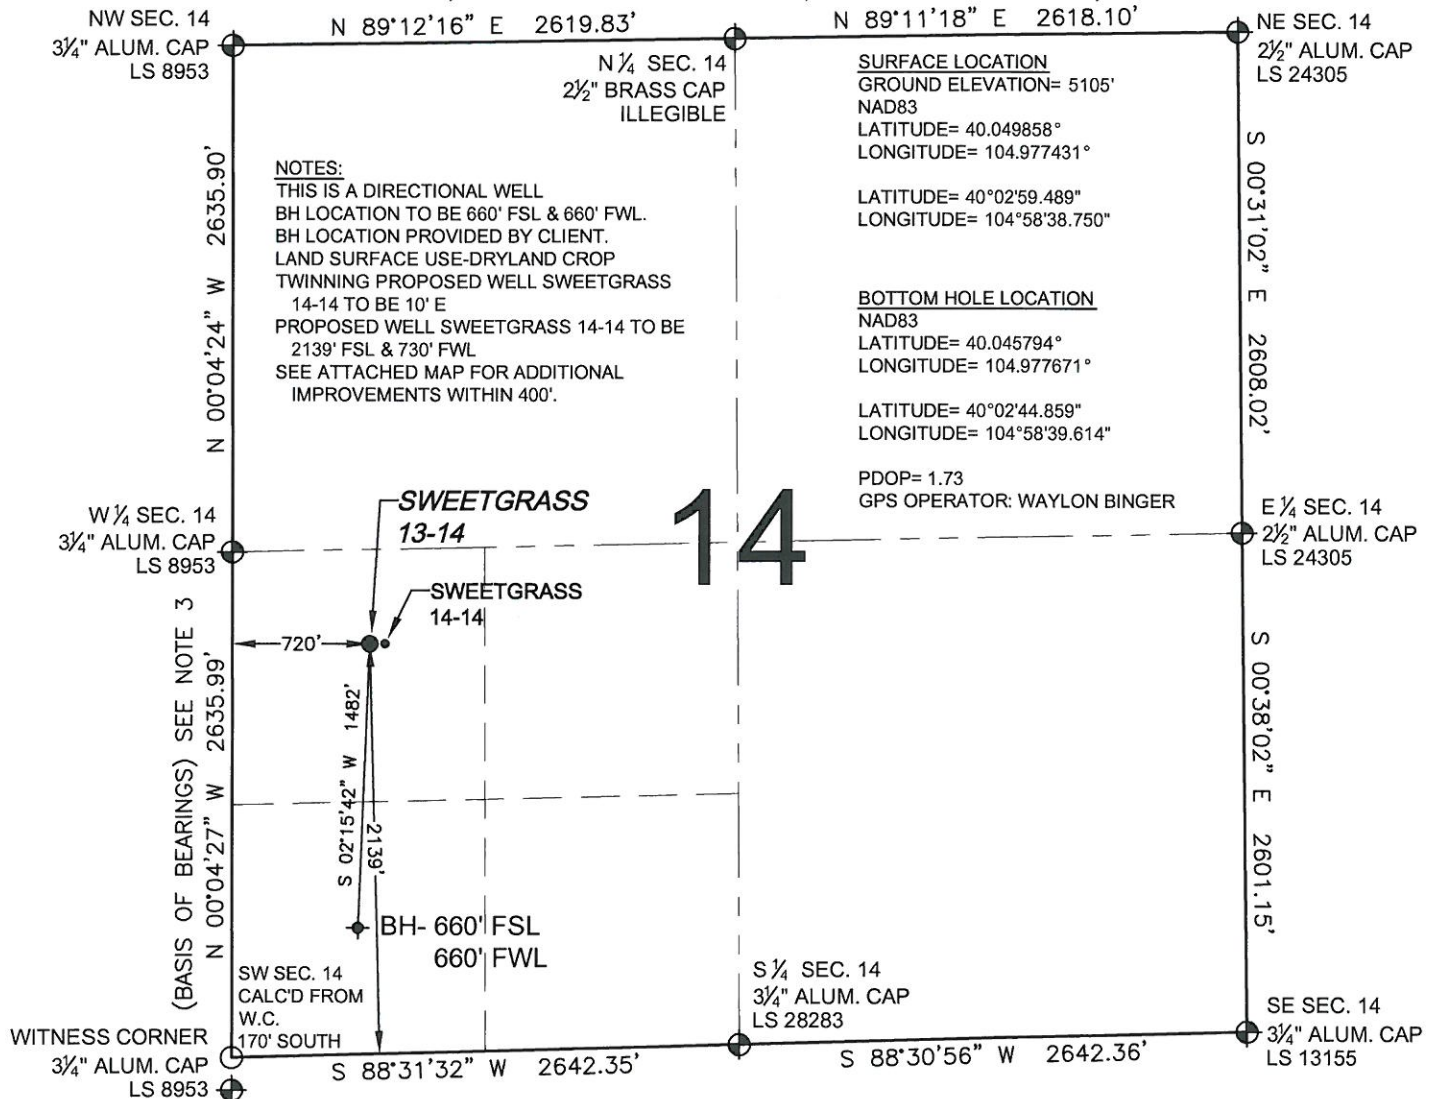 N 89°12'16" E 2619.83'
N 89°11'18" E 2618.10'
NW SEC. 14
3¼" ALUM. CAP
LS 8953
N ¼ SEC. 14
2½" BRASS CAP
ILLEGIBLE
NE SEC. 14
2½" ALUM. CAP
LS 24305
SURFACE LOCATION
GROUND ELEVATION= 5105'
NAD83
LATITUDE= 40.049858°
LONGITUDE= 104.977431°
LATITUDE= 40°02'59.489"
LONGITUDE= 104°58'38.750"
BOTTOM HOLE LOCATION
NAD83
LATITUDE= 40.045794°
LONGITUDE= 104.977671°
LATITUDE= 40°02'44.859"
LONGITUDE= 104°58'39.614"
PDOP= 1.73
GPS OPERATOR: WAYLON BINGER
NOTES:
THIS IS A DIRECTIONAL WELL
BH LOCATION TO BE 660' FSL & 660' FWL.
BH LOCATION PROVIDED BY CLIENT.
LAND SURFACE USE-DRYLAND CROP
TWINNING PROPOSED WELL SWEETGRASS
14-14 TO BE 10' E
PROPOSED WELL SWEETGRASS 14-14 TO BE
2139' FSL & 730' FWL
SEE ATTACHED MAP FOR ADDITIONAL
IMPROVEMENTS WITHIN 400'.
N 00°04'24" W 2635.90'
S 00°31'02" E 2608.02'
W ¼ SEC. 14
3¼" ALUM. CAP
LS 8953
SWEETGRASS
13-14
14
E ¼ SEC. 14
2½" ALUM. CAP
LS 24305
SWEETGRASS
14-14
720'
S 02°15'42" W 1482'
2139'
(BASIS OF BEARINGS) SEE NOTE 3
N 00°04'27" W 2635.99'
S 00°38'02" E 2601.15'
BH- 660' FSL
660' FWL
SW SEC. 14
CALC'D FROM
W.C.
170' SOUTH
WITNESS CORNER
3¼" ALUM. CAP
LS 8953
S ¼ SEC. 14
3¼" ALUM. CAP
LS 28283
SE SEC. 14
3¼" ALUM. CAP
LS 13155
S 88°31'32" W 2642.35'
S 88°30'56" W 2642.36'